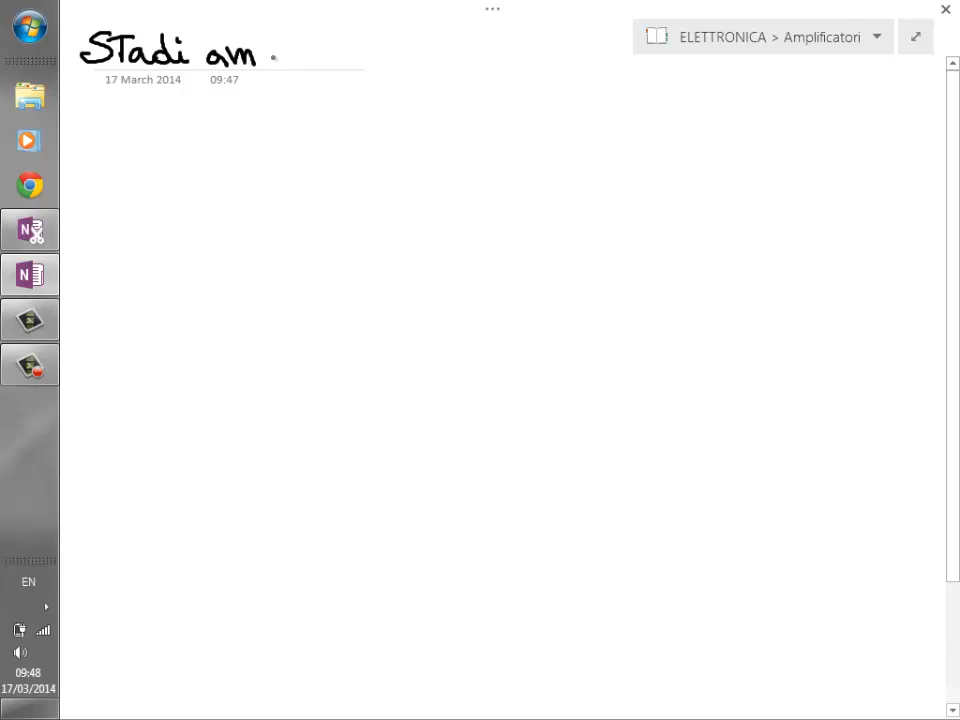 STadi am
ELETTRONICA > Amplificatori
17 March 2014 09:47
EN
09:48
17/03/2014